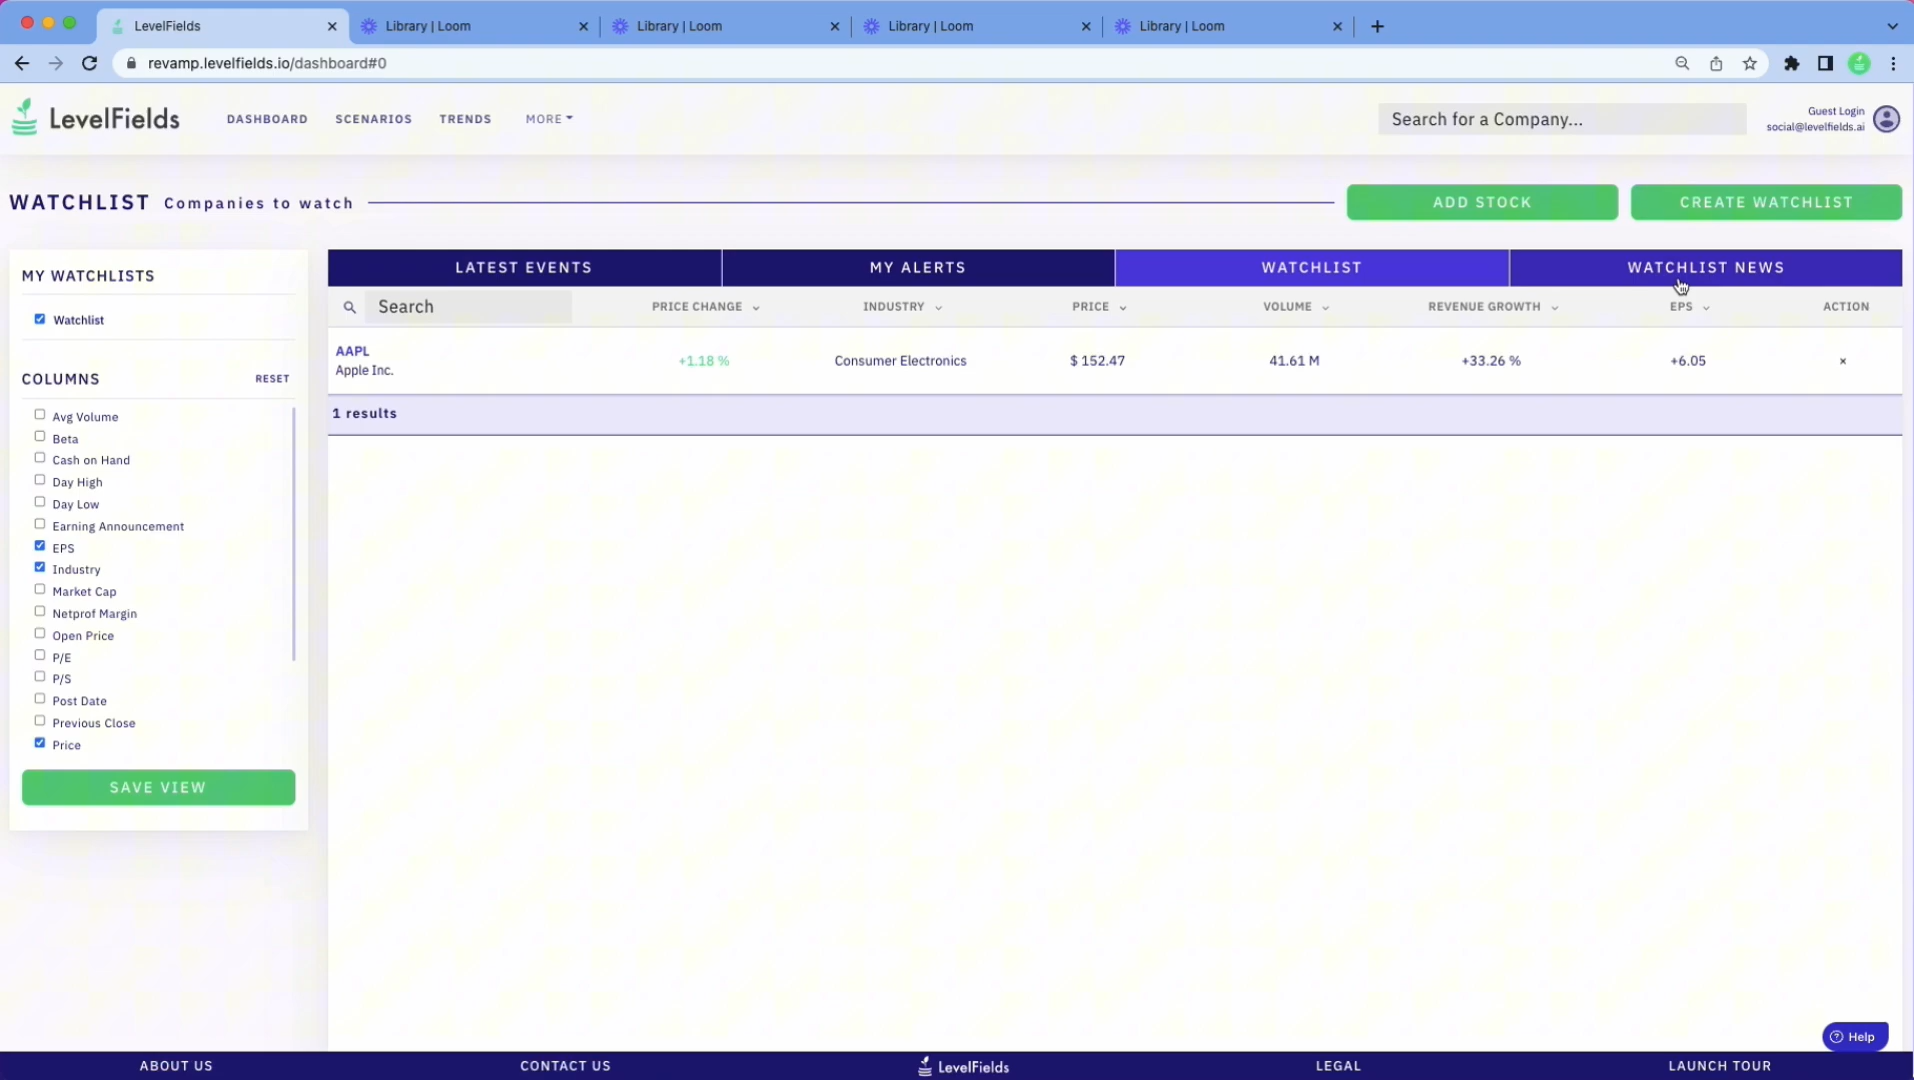 LevelFields
Library | Loom
Library | Loom
Library | Loom
Library | Loom
revamp.levelfields.io/dashboard#0
LevelFields
DASHBOARD
SCENARIOS
TRENDS
MORE
Search for a Company...
Guest Login
social@levelfields.ai
WATCHLIST Companies to watch
ADD STOCK
CREATE WATCHLIST
MY WATCHLISTS
Watchlist
COLUMNS
RESET
Avg Volume
Beta
Cash on Hand
Day High
Day Low
Earning Announcement
EPS
Industry
Market Cap
Netprof Margin
Open Price
P/E
P/S
Post Date
Previous Close
Price
SAVE VIEW
LATEST EVENTS
MY ALERTS
WATCHLIST
WATCHLIST NEWS
Search
PRICE CHANGE
INDUSTRY
PRICE
VOLUME
REVENUE GROWTH
EPS
ACTION
AAPL
Apple Inc.
+1.18 %
Consumer Electronics
$ 152.47
41.61 M
+33.26 %
+6.05
1 results
Help
ABOUT US
CONTACT US
LevelFields
LEGAL
LAUNCH TOUR